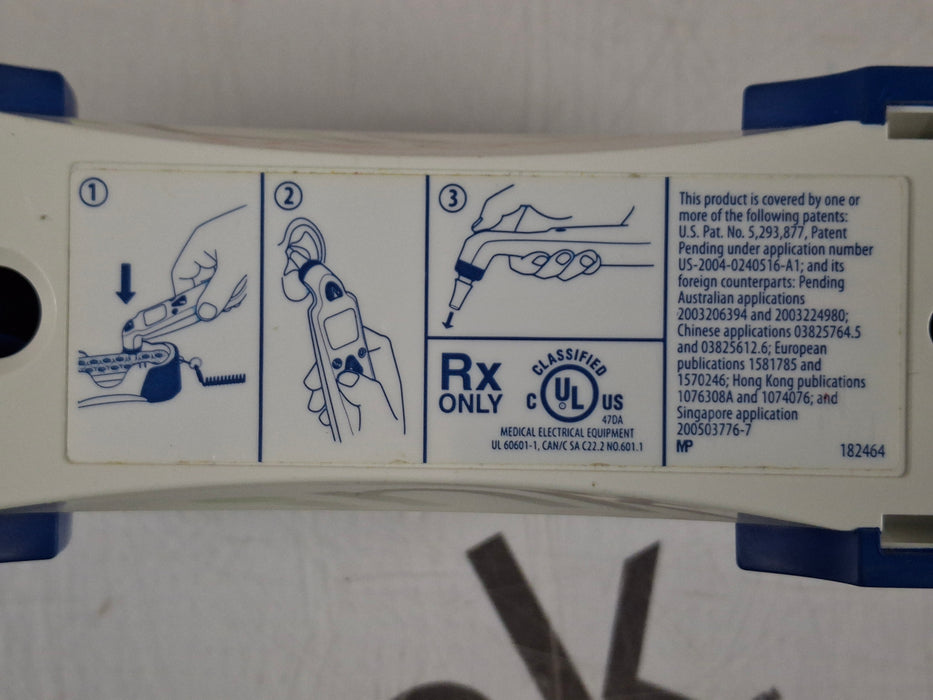 1
2
3
Rx
ONLY
CLASSIFIED
C UL US
47DA
MEDICAL ELECTRICAL EQUIPMENT
UL 60601-1, CAN/C SA C22.2 NO.601.1
This product is covered by one or
more of the following patents:
U.S. Pat. No. 5,293,877, Patent
Pending under application number
US-2004-0240516-A1; and its
foreign counterparts: Pending
Australian applications
2003206394 and 2003224980;
Chinese applications 03825764.5
and 03825612.6; European
publications 1581785 and
1570246; Hong Kong publications
1076308A and 1074076; and
Singapore application
200503776-7
MP
182464